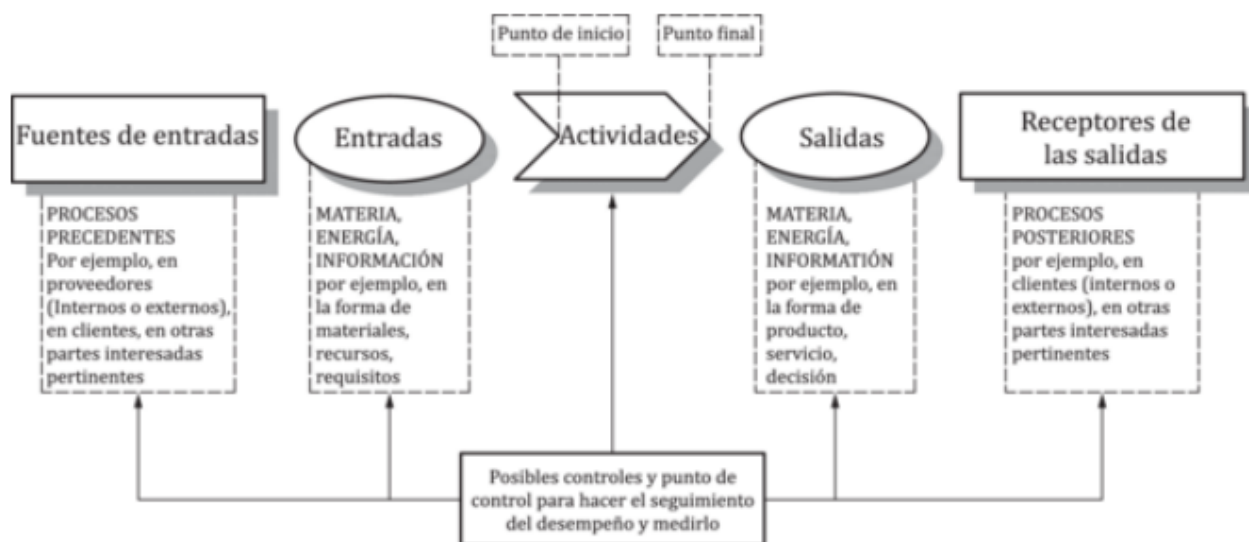 Punto de inicio
Punto final
Fuentes de entradas
Entradas
Actividades
Salidas
Receptores de
las salidas
PROCESOS
PRECEDENTES
Por ejemplo, en
proveedores
(Internos o externos),
en clientes, en otras
partes interesadas
pertinentes
MATERIA,
ENERGÍA,
INFORMACIÓN
por ejemplo, en
la forma de
materiales,
recursos,
requisitos
MATERIA,
ENERGÍA,
INFORMATIÓN
por ejemplo, en
la forma de
producto,
servicio,
decisión
PROCESOS
POSTERIORES
por ejemplo, en
clientes (internos o
externos), en otras
partes interesadas
pertinentes
Posibles controles y punto de
control para hacer el seguimiento
del desempeño y medirlo